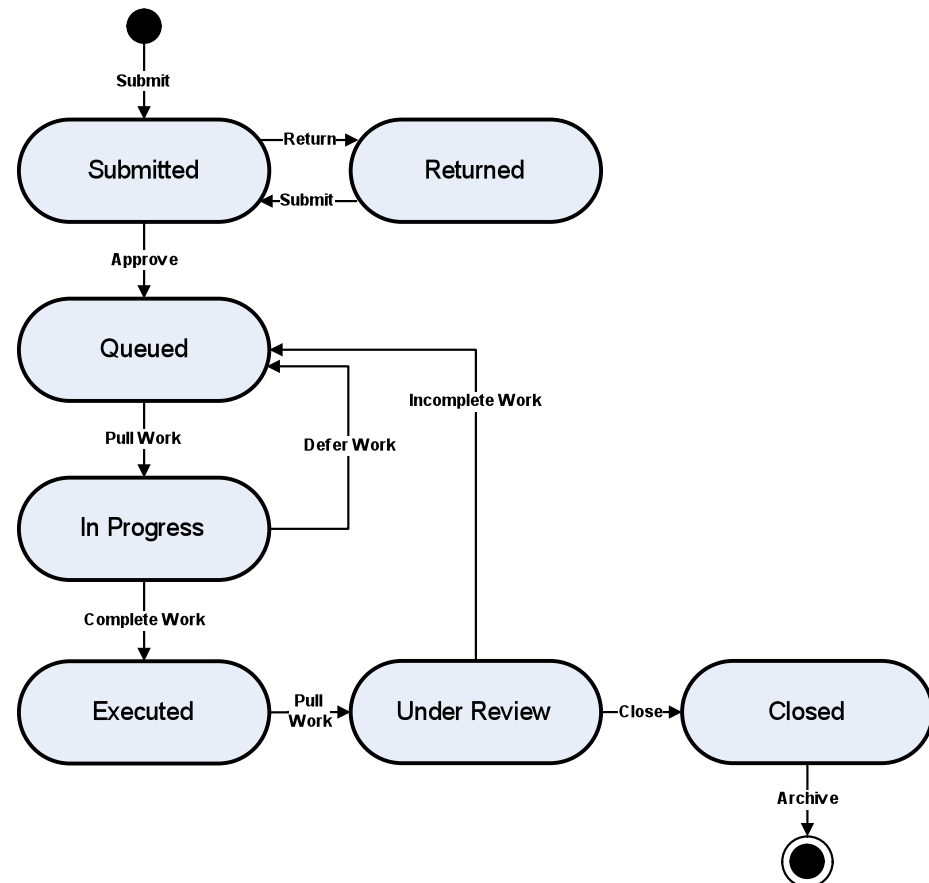 Submit
Submitted
Return
Returned
Submit
Approve
Queued
Incomplete Work
Pull Work
Defer Work
In Progress
Complete Work
Executed
Pull
Work
Under Review
Close
Closed
Archive